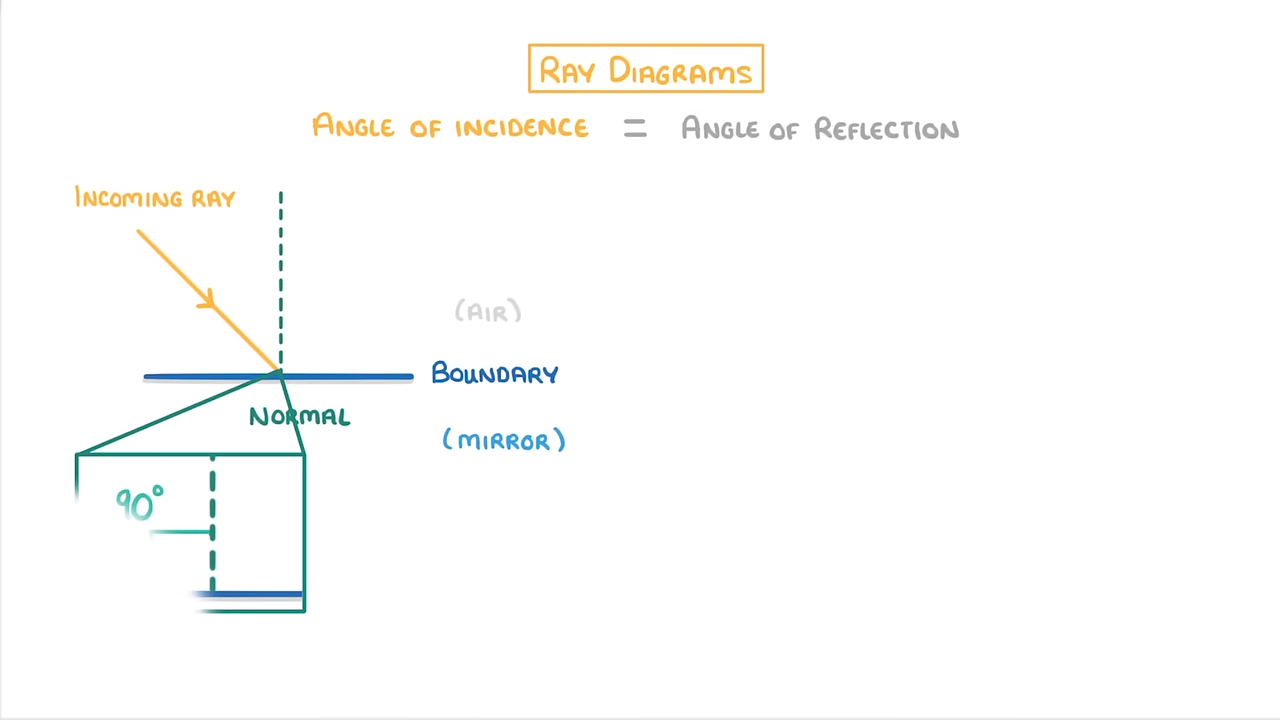 RAY DIAGRAMS
ANGLE OF INCIDENCE = ANGLE OF REFLECTION
INCOMING RAY
(AIR)
BOUNDARY
NORMAL
(MIRROR)
90°